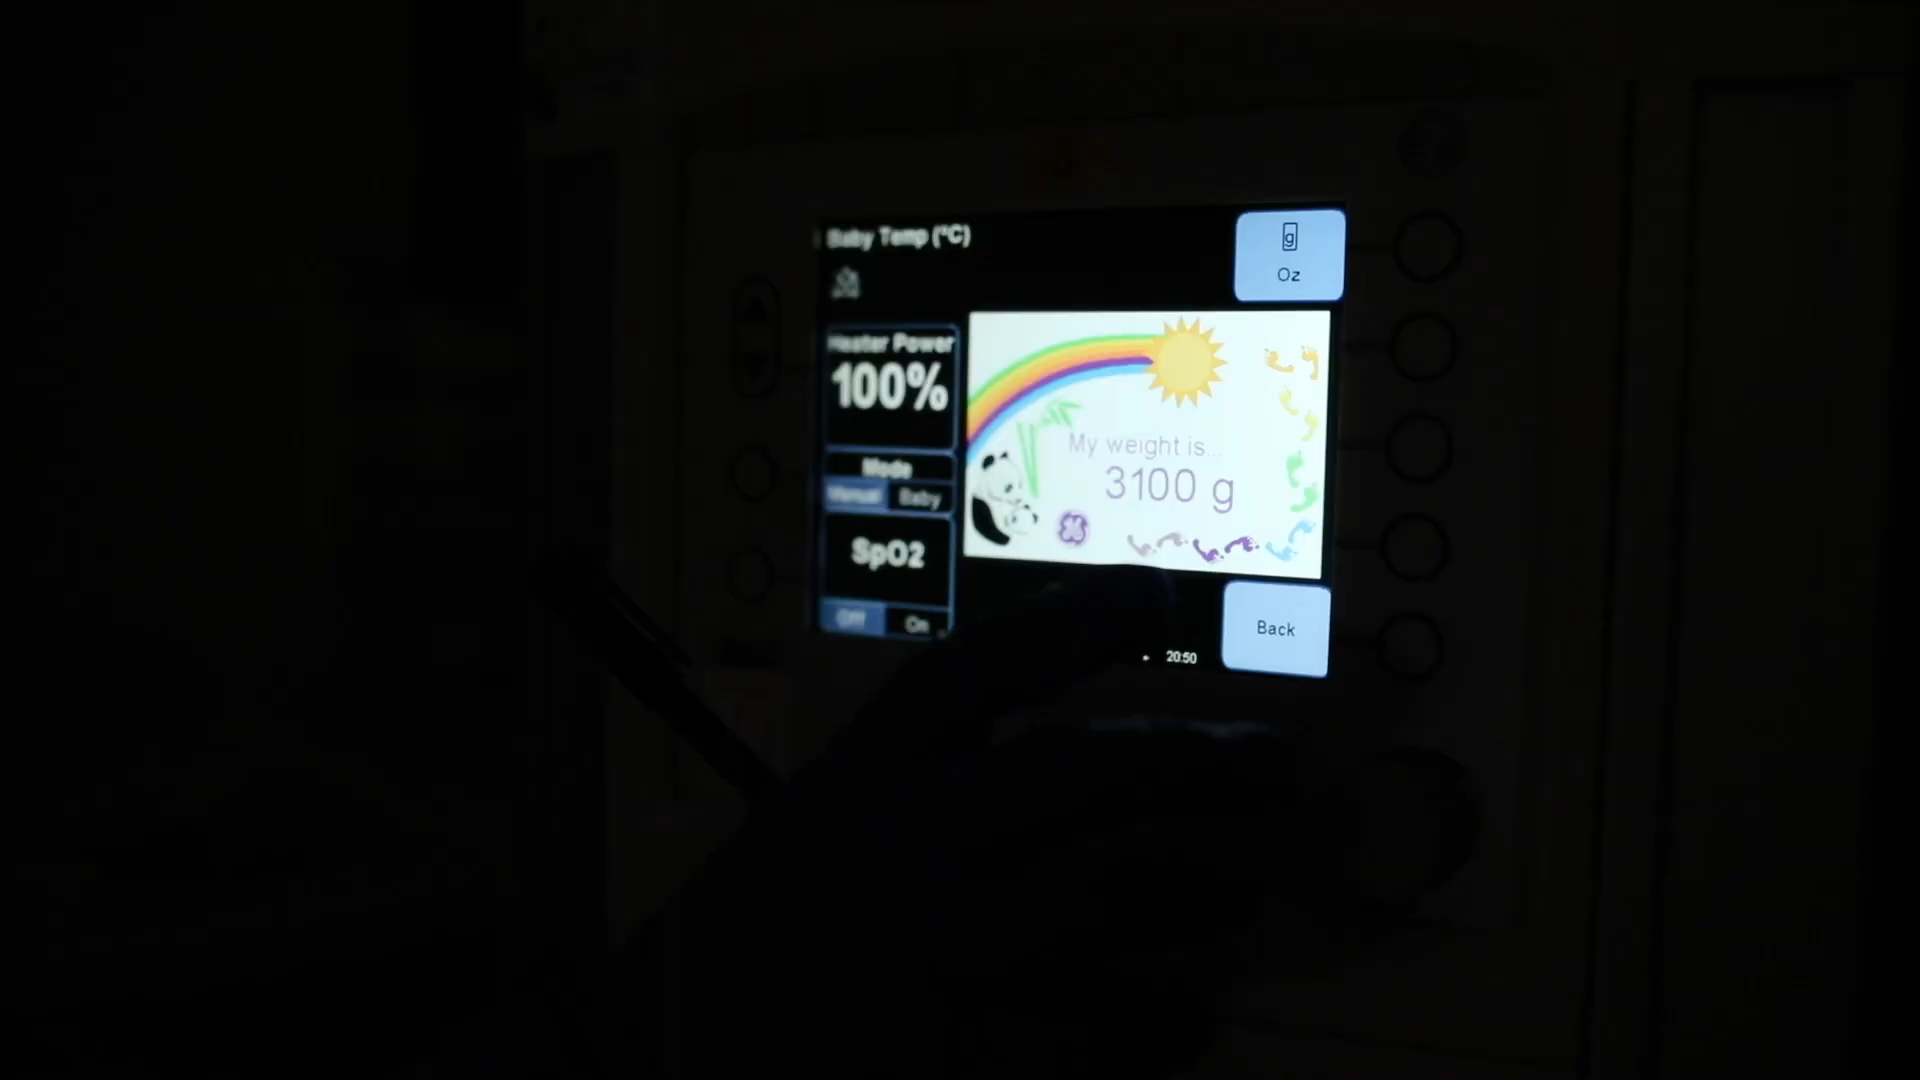 Baby Temp (°C)
g
Oz
Heater Power
100%
Mode
Manual Baby
My weight is...
3100 g
SpO2
Off On
20:50
Back